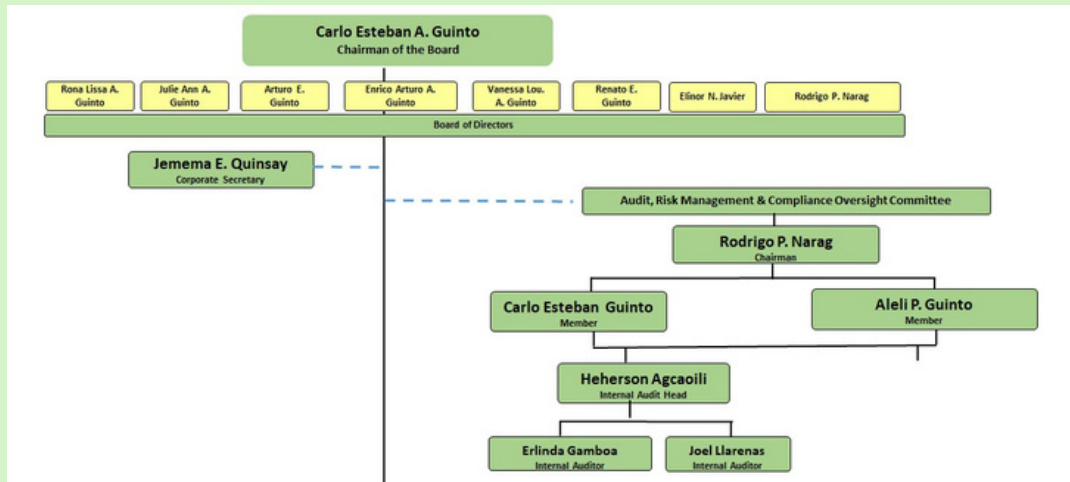 Carlo Esteban A. Guinto
Chairman of the Board
Rona Lissa A.
Guinto
Julie Ann A.
Guinto
Arturo E.
Guinto
Enrico Arturo A.
Guinto
Vanessa Lou.
A. Guinto
Renato E.
Guinto
Elinor N. Javier
Rodrigo P. Narag
Board of Directors
Jemema E. Quinsay
Corporate Secretary
Audit, Risk Management & Compliance Oversight Committee
Rodrigo P. Narag
Chairman
Carlo Esteban Guinto
Member
Aleli P. Guinto
Member
Heherson Agcaoili
Internal Audit Head
Erlinda Gamboa
Internal Auditor
Joel Llarenas
Internal Auditor